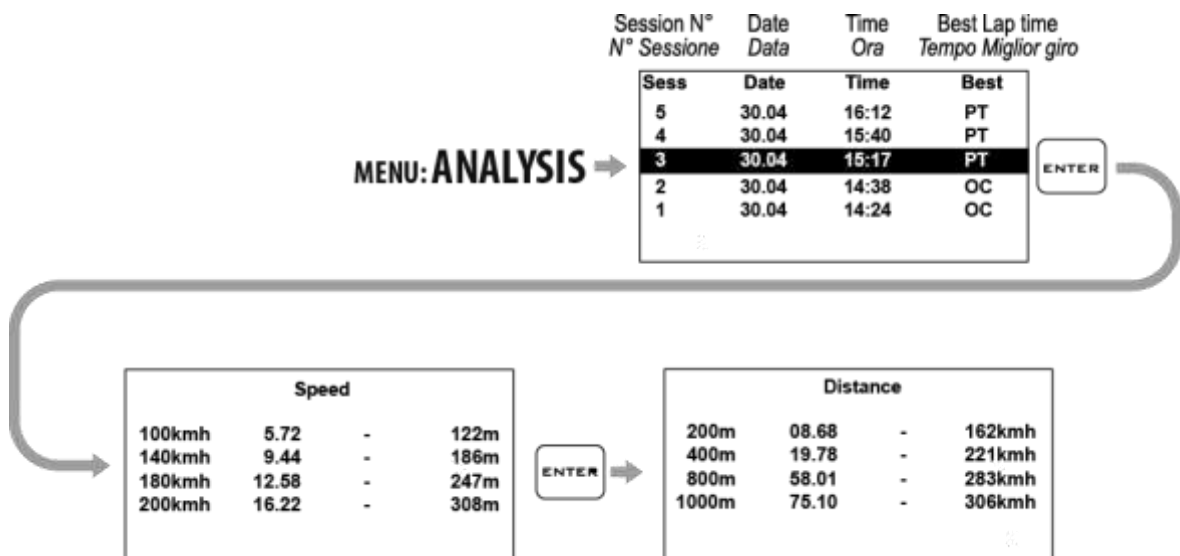 Session N° Date Time Best Lap time
N° Sessione Data Ora Tempo Miglior giro
Sess Date Time Best
5 30.04 16:12 PT
4 30.04 15:40 PT
MENU: ANALYSIS
3 30.04 15:17 PT
ENTER
2 30.04 14:38 OC
1 30.04 14:24 OC
Speed
100kmh 5.72 - 122m
140kmh 9.44 - 186m
180kmh 12.58 - 247m
200kmh 16.22 - 308m
ENTER
Distance
200m 08.68 - 162kmh
400m 19.78 - 221kmh
800m 58.01 - 283kmh
1000m 75.10 - 306kmh